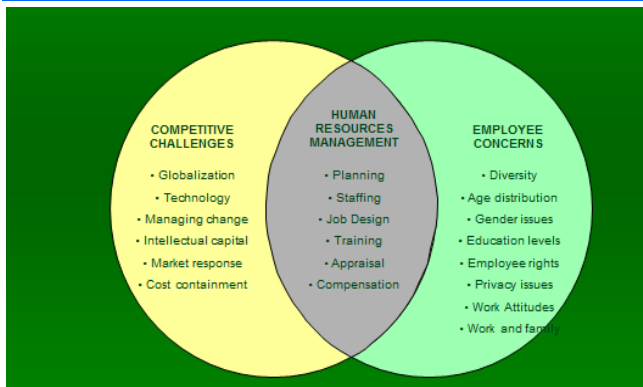 COMPETITIVE
CHALLENGES
• Globalization
• Technology
• Managing change
• Intellectual capital
• Market response
• Cost containment
HUMAN
RESOURCES
MANAGEMENT
• Planning
• Staffing
• Job Design
• Training
• Appraisal
• Compensation
EMPLOYEE
CONCERNS
• Diversity
• Age distribution
• Gender issues
• Education levels
• Employee rights
• Privacy issues
• Work Attitudes
• Work and family